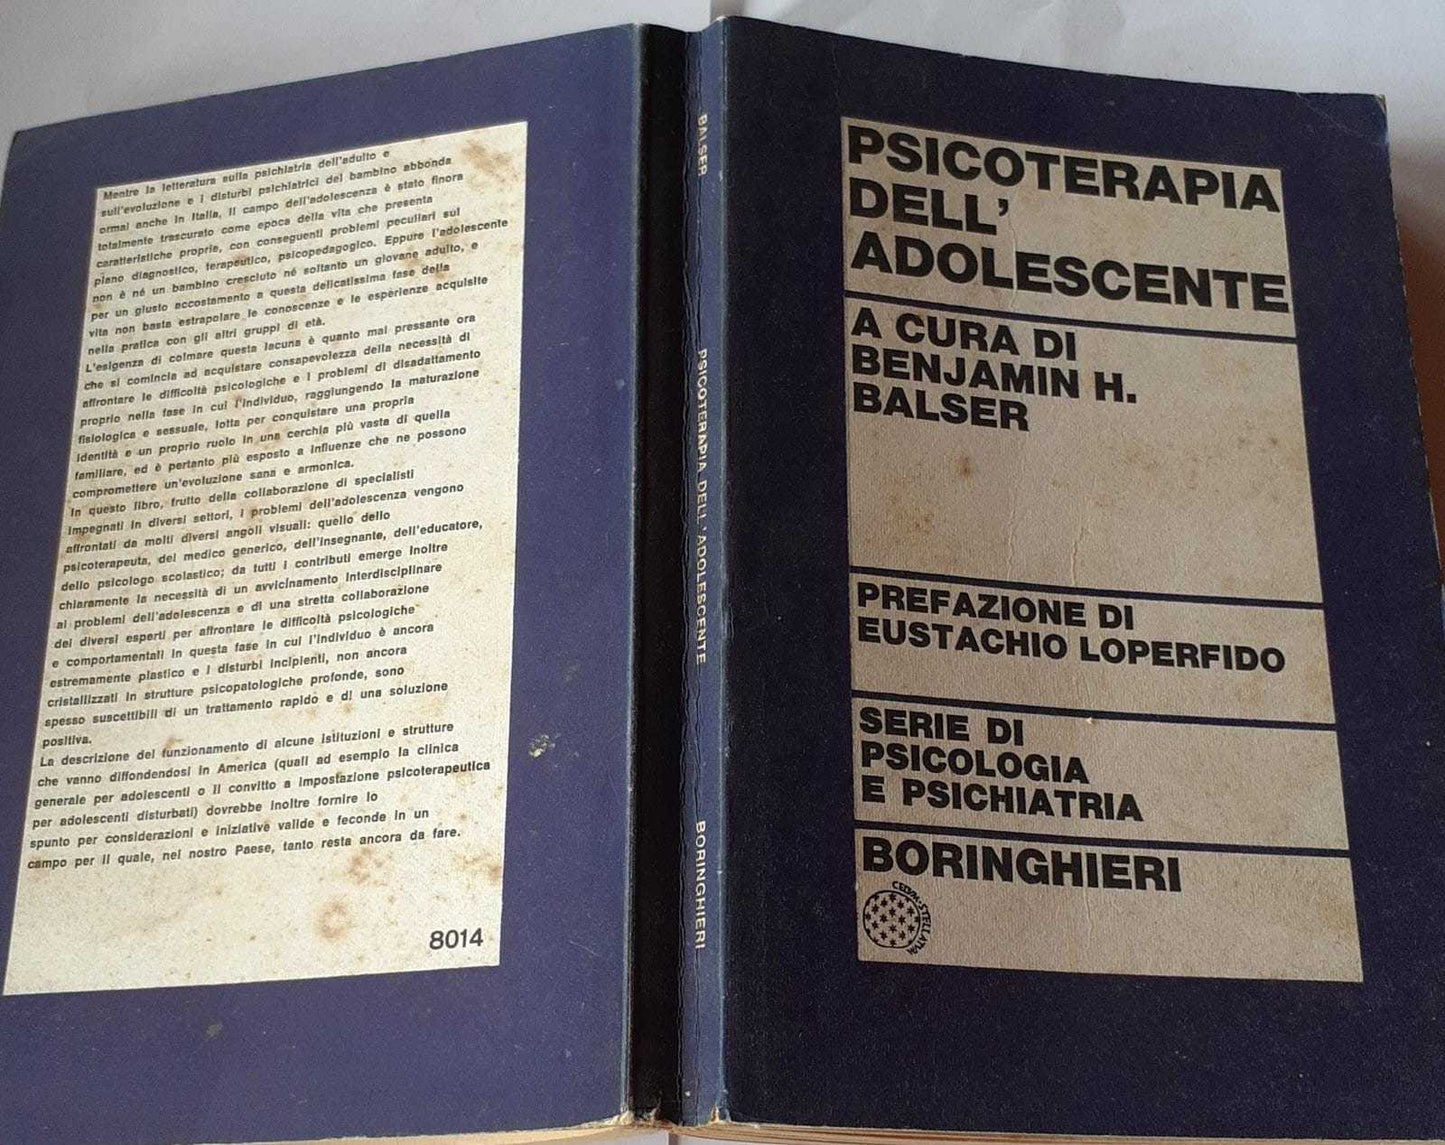 Mentre la letteratura sulla psichiatria dell'adulto e
sull'evoluzione e i disturbi psichiatrici del bambino abbonda
ormai anche in Italia, il campo dell'adolescenza è stato finora
totalmente trascurato come epoca della vita che presenta
caratteristiche proprie, con conseguenti problemi peculiari sul
piano diagnostico, terapeutico, psicopedagogico. Eppure l'adolescente
non è né un bambino cresciuto né soltanto un giovane adulto, e
per un giusto accostamento a questa delicatissima fase della
vita non basta estrapolare le conoscenze e le esperienze acquisite
nella pratica con gli altri gruppi di età.
L'esigenza di colmare questa lacuna è quanto mai pressante ora
che si comincia ad acquistare consapevolezza della necessità di
affrontare le difficoltà psicologiche e i problemi di disadattamento
proprio nella fase in cui l'individuo, raggiungendo la maturazione
fisiologica e sessuale, lotta per conquistare una propria
identità e un proprio ruolo in una cerchia più vasta di quella
familiare, ed è pertanto più esposto a influenze che ne possono
compromettere un'evoluzione sana e armonica.
In questo libro, frutto della collaborazione di specialisti
impegnati in diversi settori, i problemi dell'adolescenza vengono
affrontati da molti diversi angoli visuali: quello dello
psicoterapeuta, del medico generico, dell'insegnante, dell'educatore,
dello psicologo scolastico; da tutti i contributi emerge inoltre
chiaramente la necessità di un avvicinamento interdisciplinare
ai problemi dell'adolescenza e di una stretta collaborazione
dei diversi esperti per affrontare le difficoltà psicologiche
e comportamentali in questa fase in cui l'individuo è ancora
estremamente plastico e i disturbi incipienti, non ancora
cristallizzati in strutture psicopatologiche profonde, sono
spesso suscettibili di un trattamento rapido e di una soluzione
positiva.
La descrizione del funzionamento di alcune istituzioni e strutture
che vanno diffondendosi in America (quali ad esempio la clinica
generale per adolescenti o il convitto a impostazione psicoterapeutica
per adolescenti disturbati) dovrebbe inoltre fornire lo
spunto per considerazioni e iniziative valide e feconde in un
campo per il quale, nel nostro Paese, tanto resta ancora da fare.
8014
BALSER
PSICOTERAPIA DELL'ADOLESCENTE
BORINGHIERI
PSICOTERAPIA
DELL'
ADOLESCENTE
A CURA DI
BENJAMIN H.
BALSER
PREFAZIONE DI
EUSTACHIO LOPERFIDO
SERIE DI
PSICOLOGIA
E PSICHIATRIA
BORINGHIERI
CELVM·STELLATVM